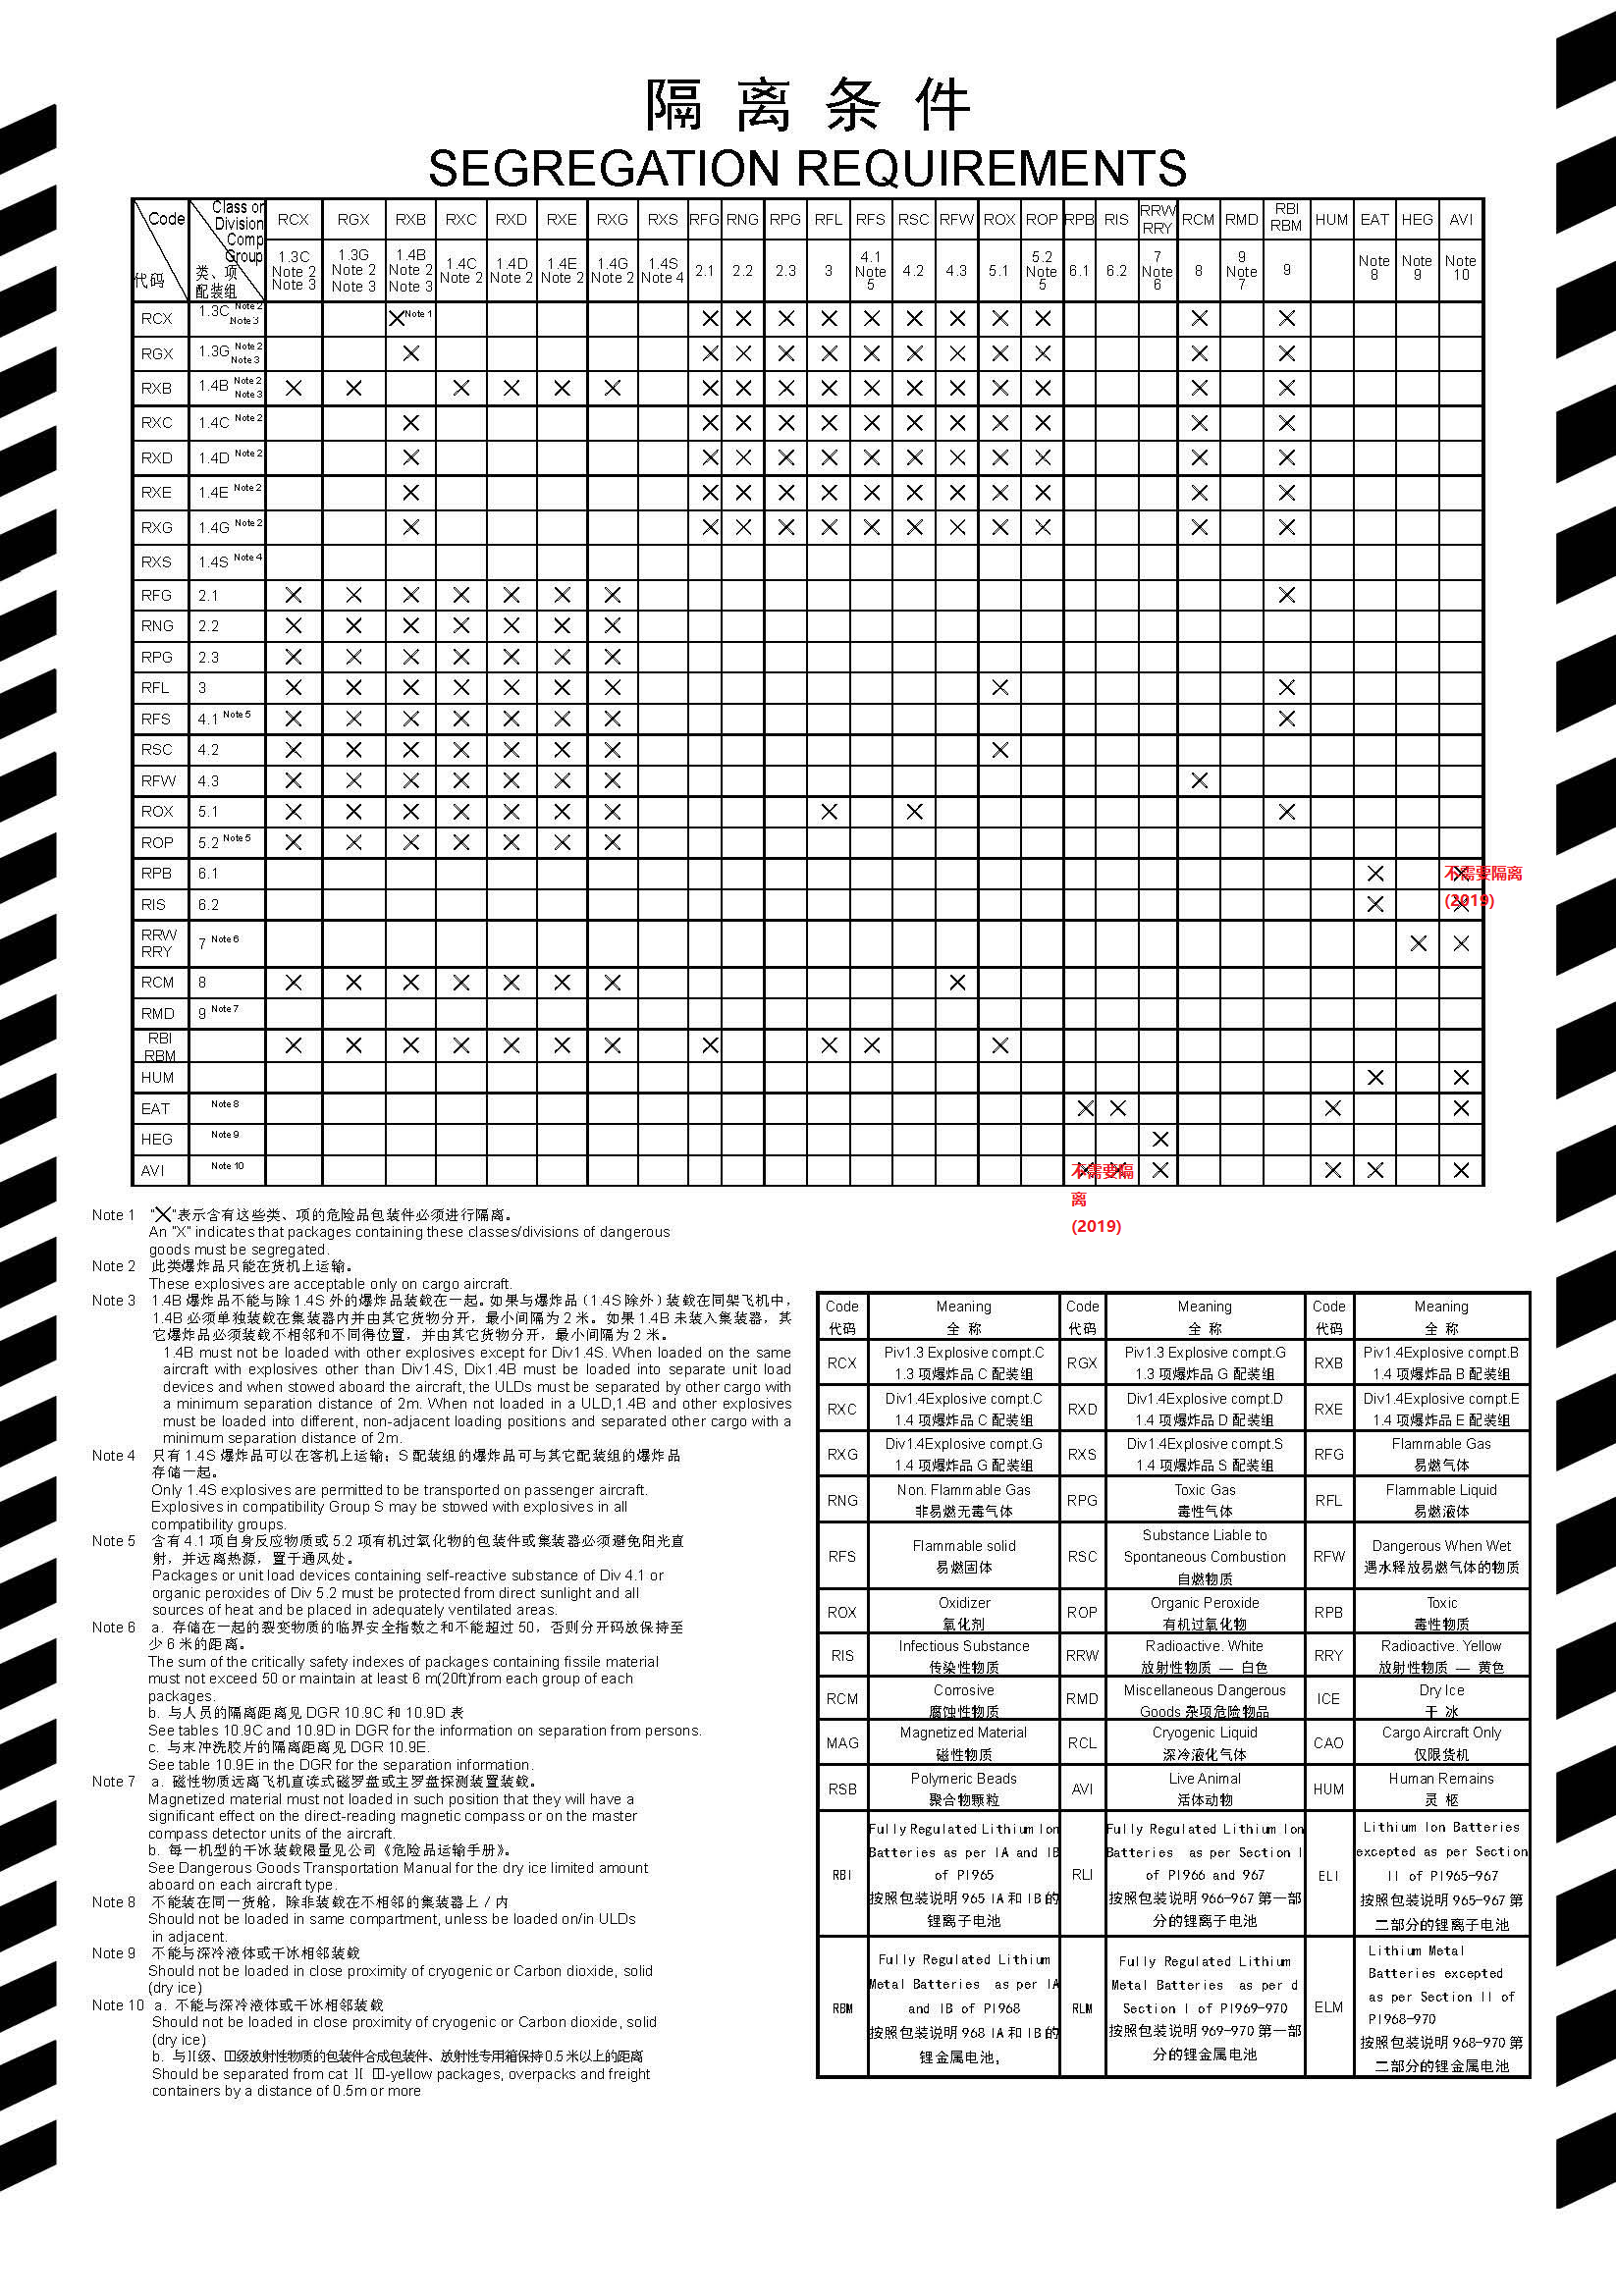 隔 离 条 件
SEGREGATION REQUIREMENTS
Code 代码 Class or Division Comp Group 类、项 配装组 RCX RGX RXB RXC RXD RXE RXG RXS RFG RNG RPG RFL RFS RSC RFW ROX ROP RPB RIS RRW RRY RCM RMD RBI RBM HUM EAT HEG AVI
1.3C Note 2 Note 3 1.3G Note 2 Note 3 1.4B Note 2 Note 3 1.4C Note 2 1.4D Note 2 1.4E Note 2 1.4G Note 2 1.4S Note 4 2.1 2.2 2.3 3 4.1 Note 5 4.2 4.3 5.1 5.2 Note 5 6.1 6.2 7 Note 6 8 9 Note 7 9 Note 8 Note 9 Note 10
RCX 1.3C Note 2 Note 3 ×Note 1 × × × × × × × × × × ×
RGX 1.3G Note 2 Note 3 × × × × × × × × × × × ×
RXB 1.4B Note 2 Note 3 × × × × × × × × × × × × × × × × ×
RXC 1.4C Note 2 × × × × × × × × × × × ×
RXD 1.4D Note 2 × × × × × × × × × × × ×
RXE 1.4E Note 2 × × × × × × × × × × × ×
RXG 1.4G Note 2 × × × × × × × × × × × ×
RXS 1.4S Note 4
RFG 2.1 × × × × × × × ×
RNG 2.2 × × × × × × ×
RPG 2.3 × × × × × × ×
RFL 3 × × × × × × × × ×
RFS 4.1 Note 5 × × × × × × × ×
RSC 4.2 × × × × × × × ×
RFW 4.3 × × × × × × × ×
ROX 5.1 × × × × × × × × × ×
ROP 5.2 Note 5 × × × × × × ×
RPB 6.1 × × 不需要隔离
RIS 6.2 × × (2019)
RRW RRY 7 Note 6 × ×
RCM 8 × × × × × × × ×
RMD 9 Note 7
RBI RBM × × × × × × × × × × ×
HUM × ×
EAT Note 8 × × × ×
HEG Note 9 ×
AVI Note 10 × × × × × ×
不需要隔
离
(2019)
Note 1 "×"表示含有这些类、项的危险品包装件必须进行隔离。
An "X" indicates that packages containing these classes/divisions of dangerous
goods must be segregated.
Note 2 此类爆炸品只能在货机上运输。
These explosives are acceptable only on cargo aircraft.
Note 3 1.4B 爆炸品不能与除 1.4S 外的爆炸品装载在一起。如果与爆炸品（1.4S 除外）装载在同架飞机中，
1.4B 必须单独装载在集装器内并由其它货物分开，最小间隔为 2 米。如果 1.4B 未装入集装器，其
它爆炸品必须装载不相邻和不同得位置，并由其它货物分开，最小间隔为 2 米。
1.4B must not be loaded with other explosives except for Div1.4S. When loaded on the same
aircraft with explosives other than Div1.4S, Dix1.4B must be loaded into separate unit load
devices and when stowed aboard the aircraft, the ULDs must be separated by other cargo with
a minimum separation distance of 2m. When not loaded in a ULD,1.4B and other explosives
must be loaded into different, non-adjacent loading positions and separated other cargo with a
minimum separation distance of 2m.
Note 4 只有 1.4S 爆炸品可以在客机上运输；S 配装组的爆炸品可与其它配装组的爆炸品
存储一起。
Only 1.4S explosives are permitted to be transported on passenger aircraft.
Explosives in compatibility Group S may be stowed with explosives in all
compatibility groups.
Note 5 含有 4.1 项自身反应物质或 5.2 项有机过氧化物的包装件或集装器必须避免阳光直
射，并远离热源，置于通风处。
Packages or unit load devices containing self-reactive substance of Div 4.1 or
organic peroxides of Div 5.2 must be protected from direct sunlight and all
sources of heat and be placed in adequately ventilated areas.
Note 6 a. 存储在一起的裂变物质的临界安全指数之和不能超过 50，否则分开码放保持至
少 6 米的距离。
The sum of the critically safety indexes of packages containing fissile material
must not exceed 50 or maintain at least 6 m(20ft)from each group of each
packages.
b. 与人员的隔离距离见 DGR 10.9C 和 10.9D 表
See tables 10.9C and 10.9D in DGR for the information on separation from persons.
c. 与末冲洗胶片的隔离距离见 DGR 10.9E.
See table 10.9E in the DGR for the separation information.
Note 7 a. 磁性物质远离飞机直读式磁罗盘或主罗盘探测装置装载。
Magnetized material must not loaded in such position that they will have a
significant effect on the direct-reading magnetic compass or on the master
compass detector units of the aircraft.
b. 每一机型的干冰装载限量见公司《危险品运输手册》。
See Dangerous Goods Transportation Manual for the dry ice limited amount
aboard on each aircraft type.
Note 8 不能装在同一货舱，除非装载在不相邻的集装器上 / 内
Should not be loaded in same compartment, unless be loaded on/in ULDs
in adjacent.
Note 9 不能与深冷液体或干冰相邻装载
Should not be loaded in close proximity of cryogenic or Carbon dioxide, solid
(dry ice)
Note 10 a. 不能与深冷液体或干冰相邻装载
Should not be loaded in close proximity of cryogenic or Carbon dioxide, solid
(dry ice)
b. 与II级、III级放射性物质的包装件合成包装件、放射性专用箱保持 0.5 米以上的距离
Should be separated from cat II III-yellow packages, overpacks and freight
containers by a distance of 0.5m or more
Code Meaning Code Meaning Code Meaning
代码 全 称 代码 全 称 代码 全 称
RCX Piv1.3 Explosive compt.C RGX Piv1.3 Explosive compt.G RXB Piv1.4Explosive compt.B
1.3 项爆炸品 C 配装组 1.3 项爆炸品 G 配装组 1.4 项爆炸品 B 配装组
RXC Div1.4Explosive compt.C RXD Div1.4Explosive compt.D RXE Div1.4Explosive compt.E
1.4 项爆炸品 C 配装组 1.4 项爆炸品 D 配装组 1.4 项爆炸品 E 配装组
RXG Div1.4Explosive compt.G RXS Div1.4Explosive compt.S RFG Flammable Gas
1.4 项爆炸品 G 配装组 1.4 项爆炸品 S 配装组 易燃气体
RNG Non. Flammable Gas RPG Toxic Gas RFL Flammable Liquid
非易燃无毒气体 毒性气体 易燃液体
RFS Flammable solid 易燃固体 RSC Substance Liable to Spontaneous Combustion 自燃物质 RFW Dangerous When Wet 遇水释放易燃气体的物质
ROX Oxidizer ROP Organic Peroxide RPB Toxic
氧化剂 有机过氧化物 毒性物质
RIS Infectious Substance RRW Radioactive. White RRY Radioactive. Yellow
传染性物质 放射性物质 — 白色 放射性物质 — 黄色
RCM Corrosive RMD Miscellaneous Dangerous ICE Dry Ice
腐蚀性物质 Goods 杂项危险物品 干 冰
MAG Magnetized Material RCL Cryogenic Liquid CAO Cargo Aircraft Only
磁性物质 深冷液化气体 仅限货机
RSB Polymeric Beads AVI Live Animal HUM Human Remains
聚合物颗粒 活体动物 灵 柩
RBI Fully Regulated Lithium Ion Batteries as per IA and IB of PI965 按照包装说明 965 IA 和 IB 的锂离子电池 RLI Fully Regulated Lithium Ion Batteries as per Section I of PI966 and 967 按照包装说明 966-967 第一部分的锂离子电池 ELI Lithium Ion Batteries excepted as per Section II of PI965-967 按照包装说明 965-967 第二部分的锂离子电池
RBM Fully Regulated Lithium Metal Batteries as per IA and IB of PI968 按照包装说明 968 IA 和 IB 的锂金属电池， RLM Fully Regulated Lithium Metal Batteries as per d Section I of PI969-970 按照包装说明 969-970 第一部分的锂金属电池 ELM Lithium Metal Batteries excepted as per Section II of PI968-970 按照包装说明 968-970 第二部分的锂金属电池